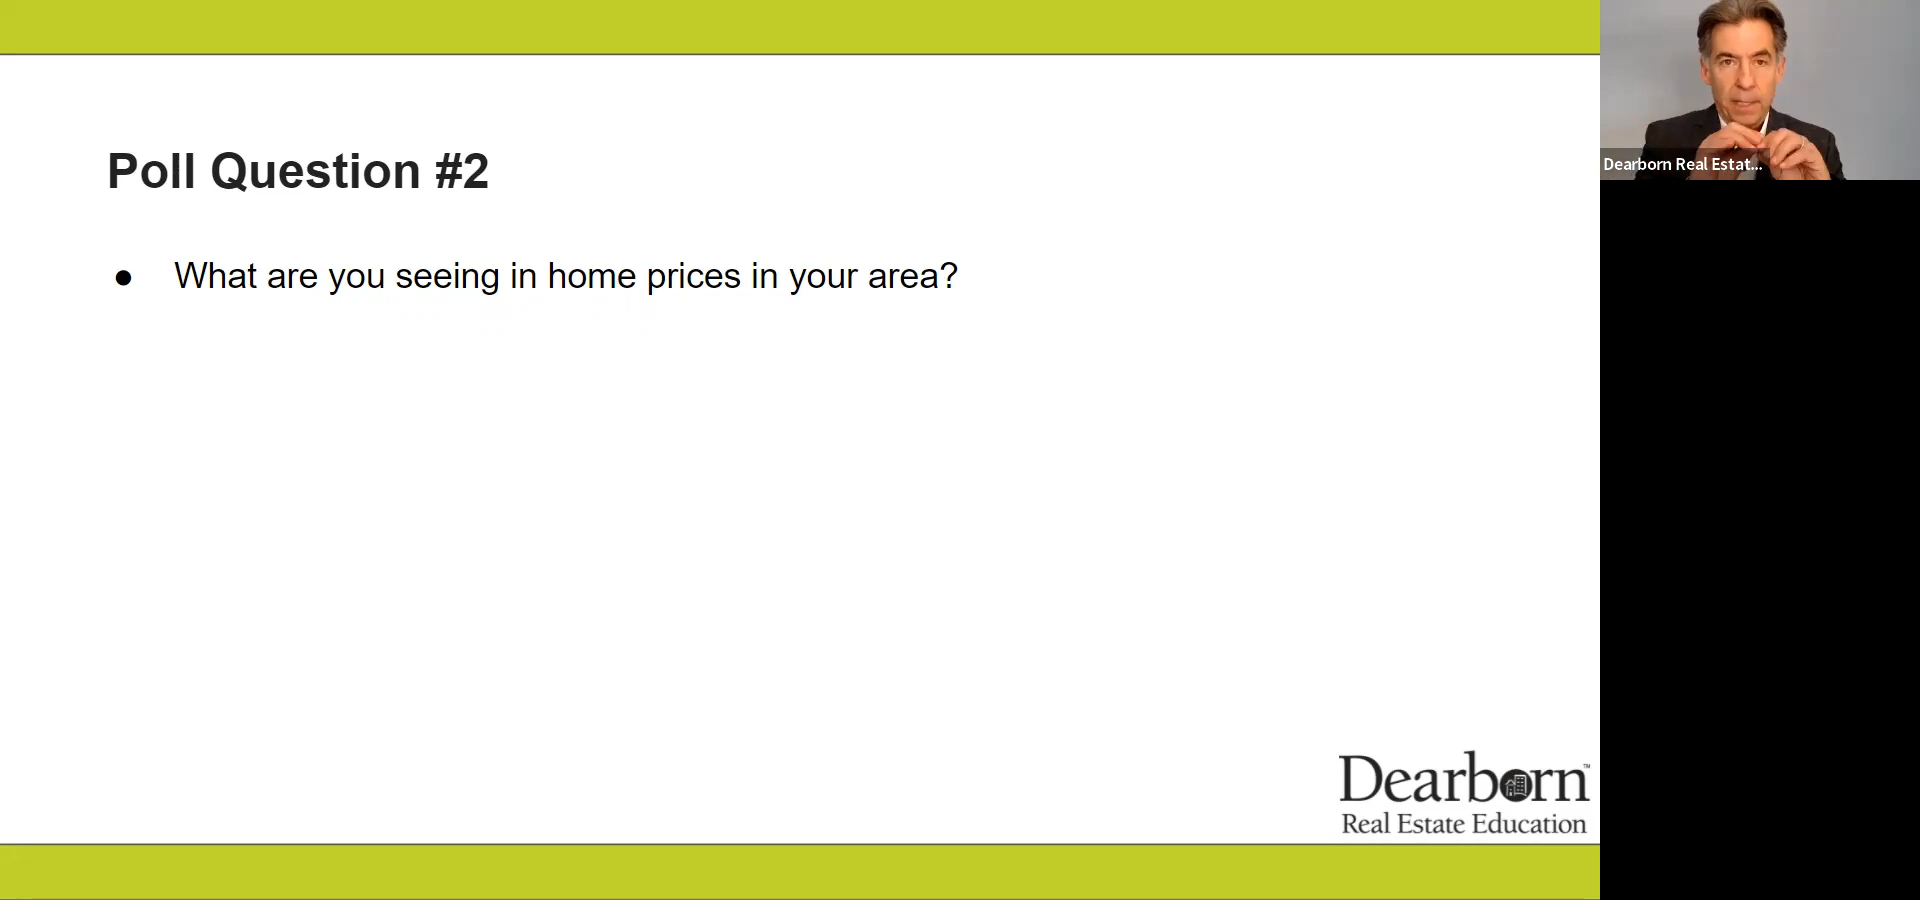 Poll Question #2
● What are you seeing in home prices in your area?
Dearborn Real Estat...
Dearborn™
Real Estate Education